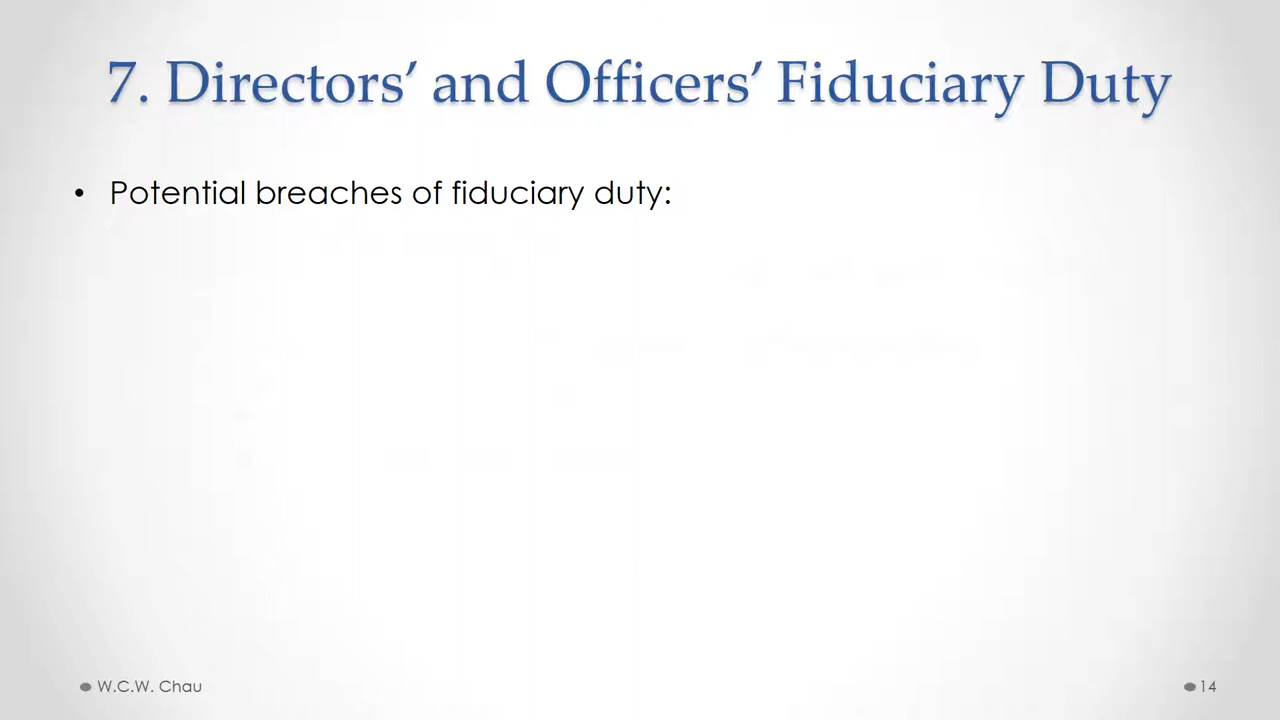 7. Directors’ and Officers’ Fiduciary Duty
• Potential breaches of fiduciary duty:
W.C.W. Chau
14